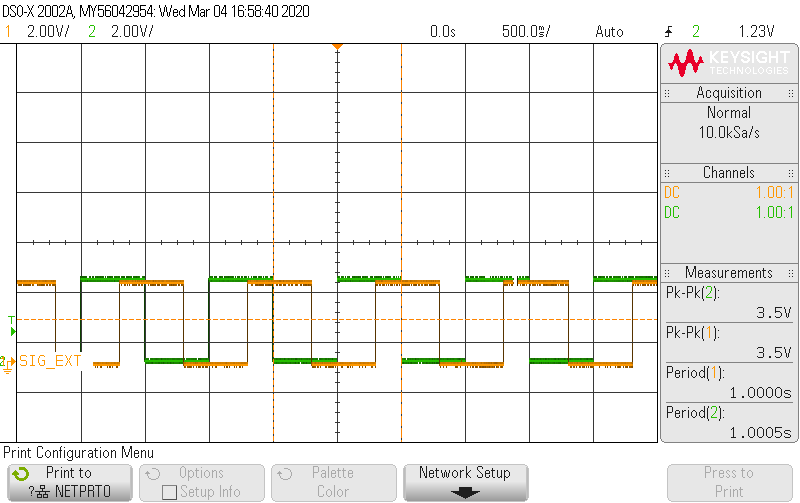 DSO-X 2002A, MY56042954: Wed Mar 04 16:58:40 2020
1 2.00V/ 2 2.00V/ 0.0s 500.0ms/ Auto 2 1.23V
KEYSIGHT
TECHNOLOGIES
Acquisition
Normal
10.0kSa/s
Channels
DC 1.00:1
DC 1.00:1
Measurements
Pk-Pk(2):
3.5V
Pk-Pk(1):
3.5V
Period(1):
1.0000s
Period(2):
1.0005s
T
2 SIG_EXT
Print Configuration Menu
Print to
? NETPRT0
Options
Setup Info
Palette
Color
Network Setup
Press to
Print